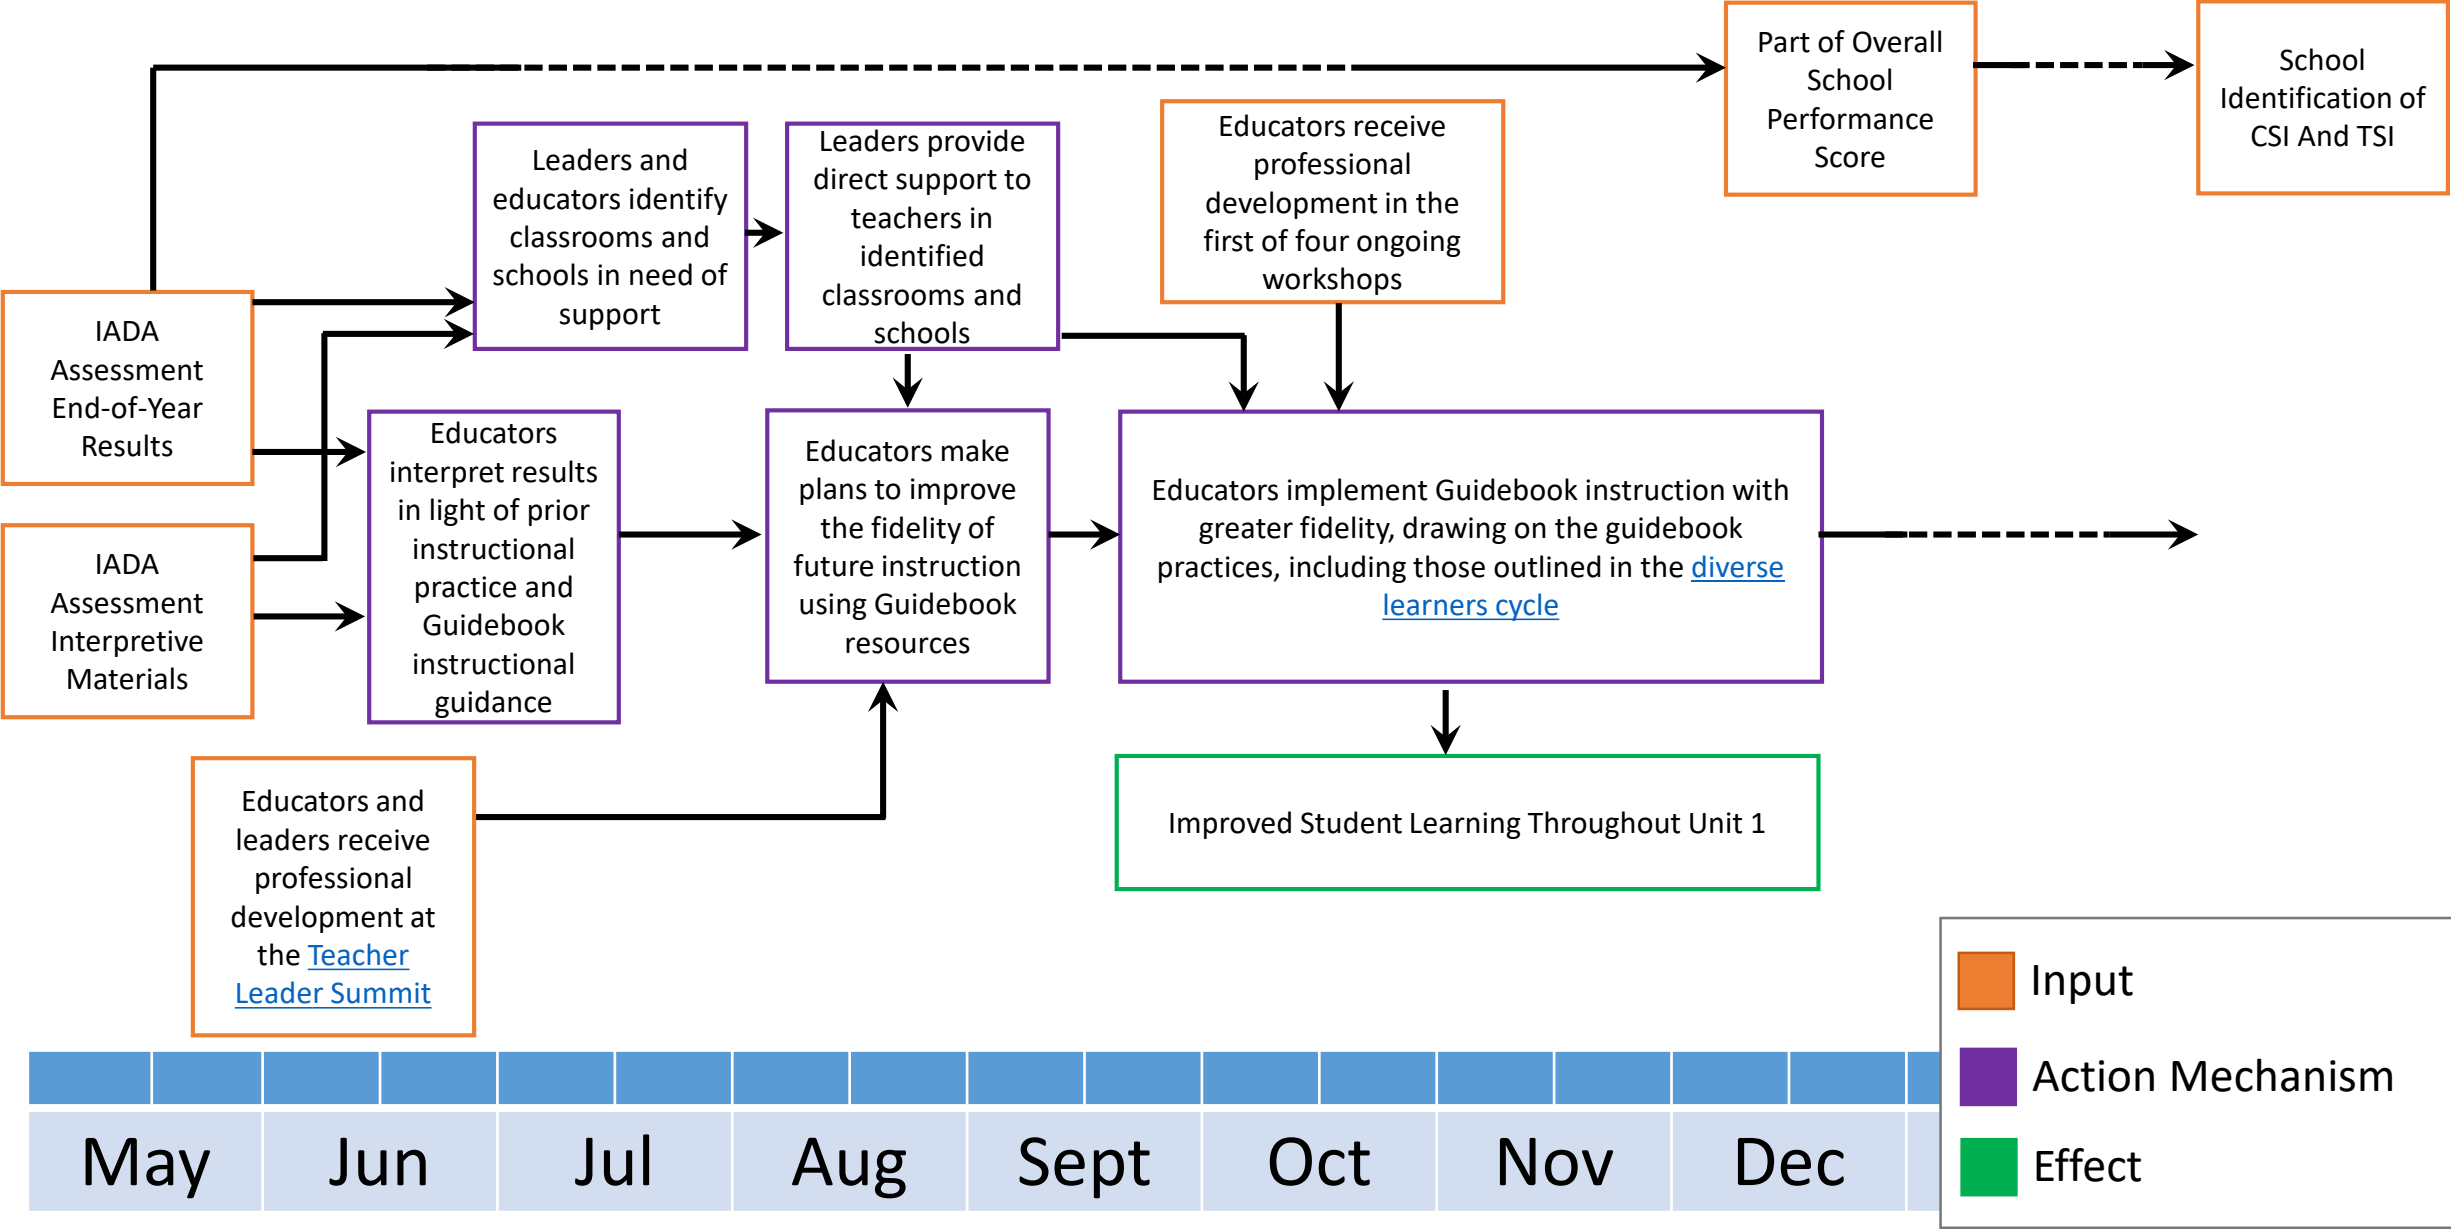 Part of Overall
School
Performance
Score
School
Identification of
CSI And TSI
Leaders and
educators identify
classrooms and
schools in need of
support
Leaders provide
direct support to
teachers in
identified
classrooms and
schools
Educators receive
professional
development in the
first of four ongoing
workshops
IADA
Assessment
End-of-Year
Results
IADA
Assessment
Interpretive
Materials
Educators
interpret results
in light of prior
instructional
practice and
Guidebook
instructional
guidance
Educators make
plans to improve
the fidelity of
future instruction
using Guidebook
resources
Educators implement Guidebook instruction with
greater fidelity, drawing on the guidebook
practices, including those outlined in the diverse
learners cycle
Educators and
leaders receive
professional
development at
the Teacher
Leader Summit
Improved Student Learning Throughout Unit 1
Input
Action Mechanism
Effect
May Jun Jul Aug Sept Oct Nov Dec